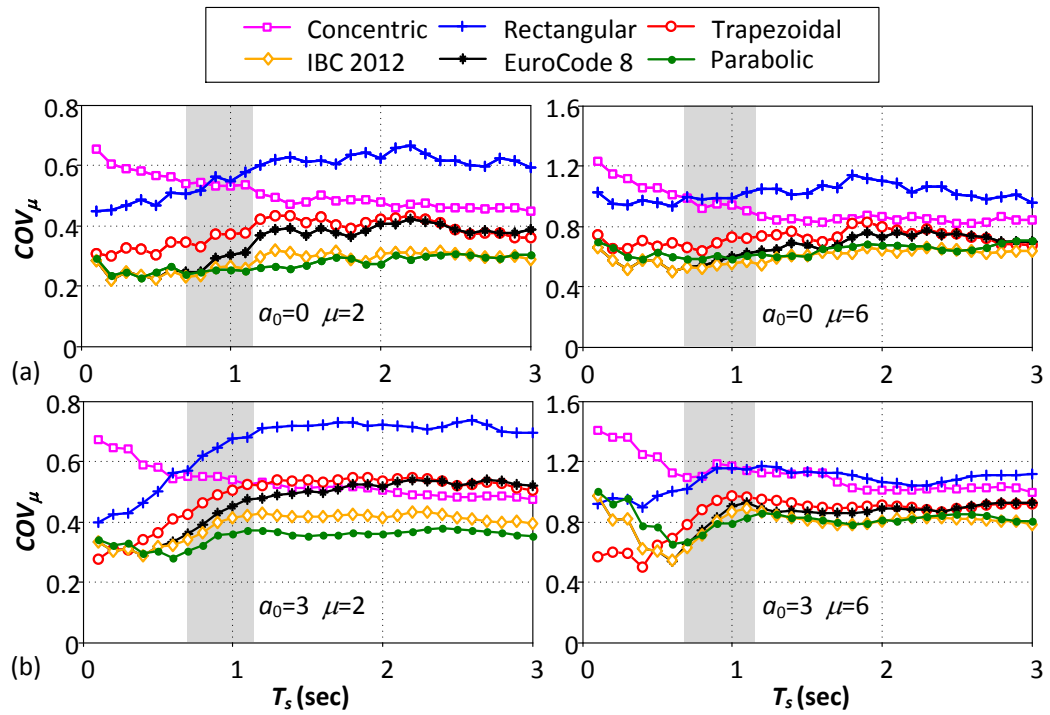 Concentric Rectangular Trapezoidal
IBC 2012 EuroCode 8 Parabolic
0.8
0.6
0.4
0.2
0
COVμ
a0=0 μ=2
0 1 2 3
1.6
1.2
0.8
0.4
0
a0=0 μ=6
0 1 2 3
(a)
0.8
0.6
0.4
0.2
0
COVμ
a0=3 μ=2
0 1 2 3
Ts (sec)
1.6
1.2
0.8
0.4
0
a0=3 μ=6
0 1 2 3
Ts (sec)
(b)